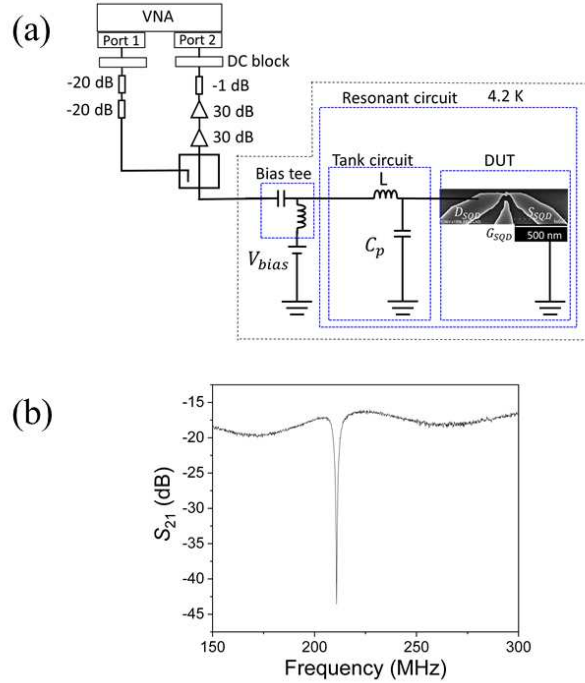 (a)
VNA
Port 1 Port 2
DC block
-20 dB -1 dB
-20 dB 30 dB
30 dB
Resonant circuit 4.2 K
Bias tee Tank circuit DUT
L
D_SQD S_SQD
G_SQD 500 nm
V_bias
C_p
(b)
-15
-20
-25
-30
-35
-40
-45
S_21 (dB)
150 200 250 300
Frequency (MHz)